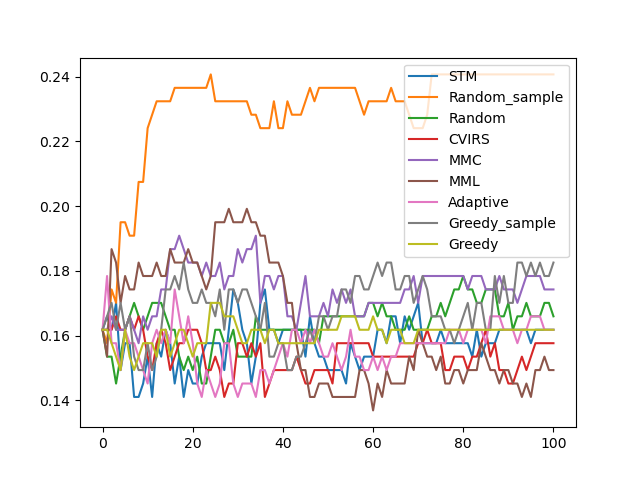 0.24
0.22
0.20
0.18
0.16
0.14
0
20
40
60
80
100
STM
Random_sample
Random
CVIRS
MMC
MML
Adaptive
Greedy_sample
Greedy